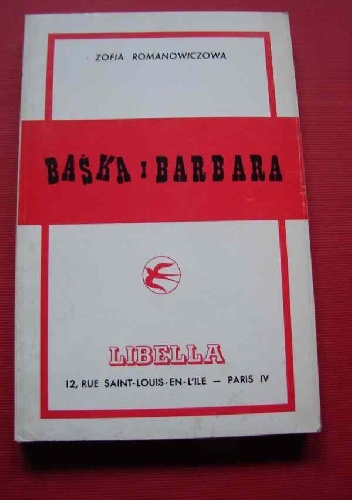 ZOFIA ROMANOWICZOWA
BAŚKA I BARBARA
LIBELLA
12, RUE SAINT-LOUIS-EN-L'ILE — PARIS IV